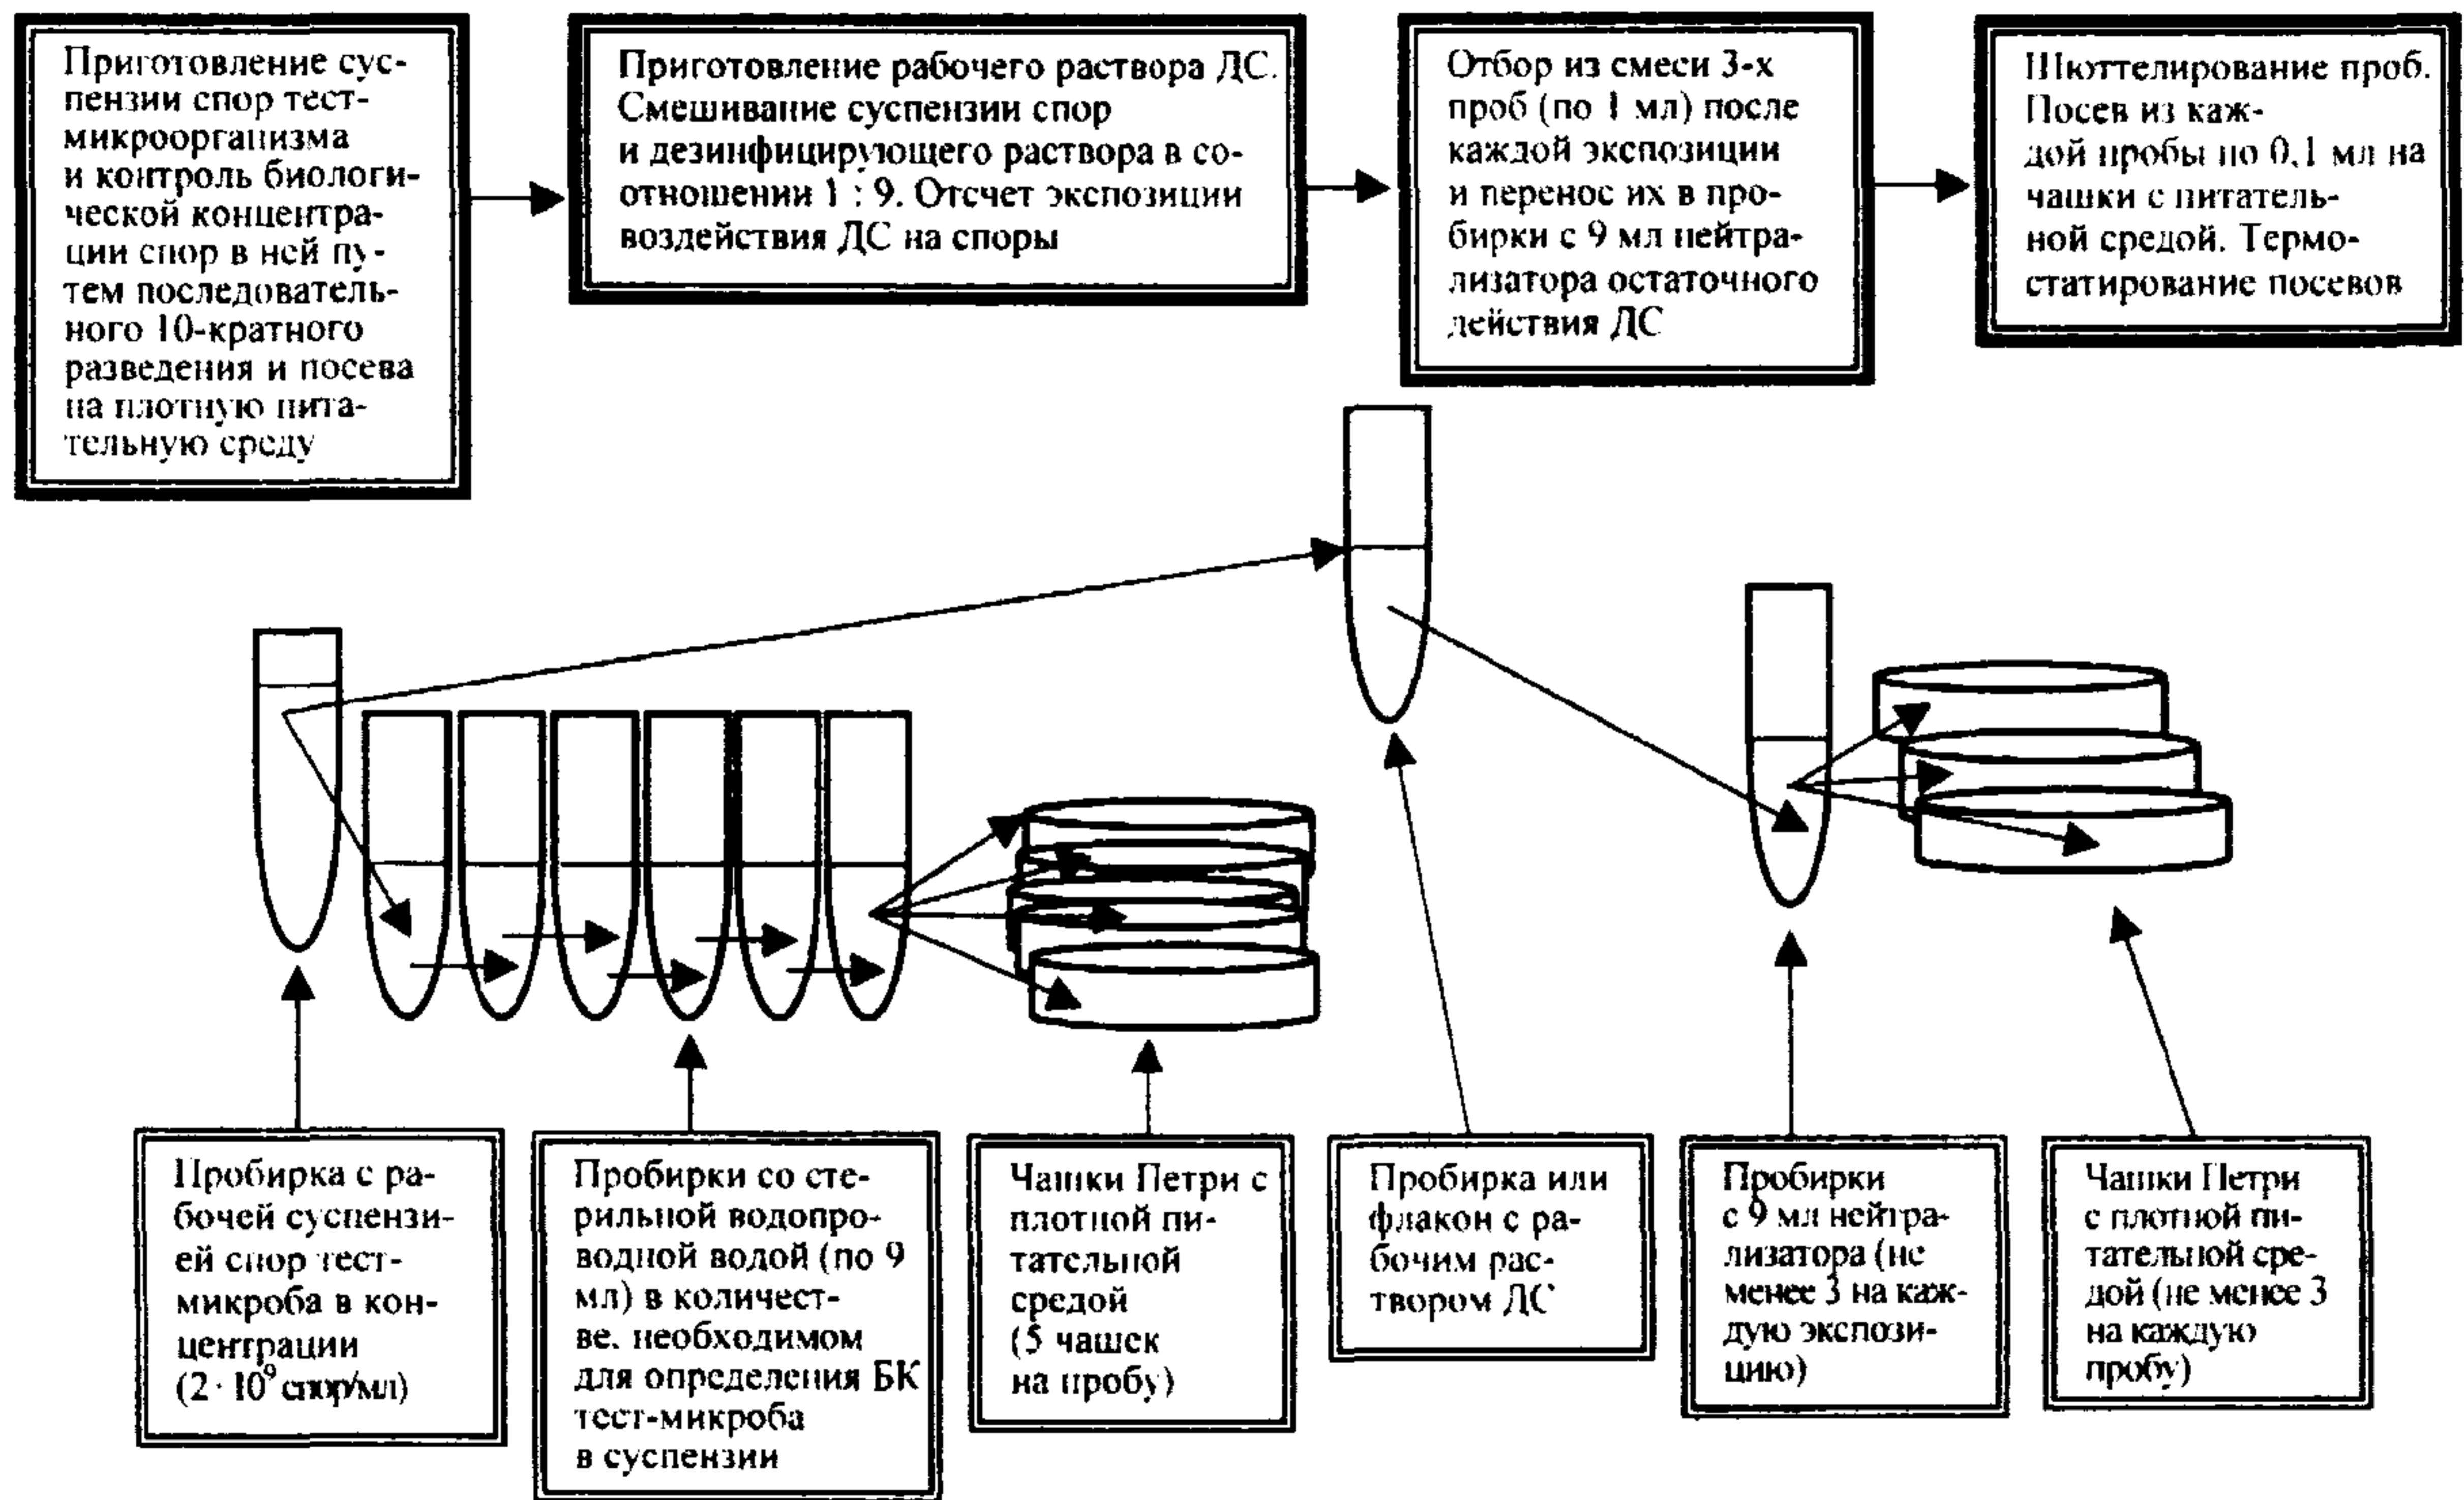 Приготовление сус-
пензии спор тест-
микроорганизма
и контроль биологи-
ческой концентра-
ции спор в ней пу-
тем последователь-
ного 10-кратного
разведения и посева
на плотную пита-
тельную среду
Приготовление рабочего раствора ДС.
Смешивание суспензии спор
и дезинфицирующего раствора в со-
отношении 1 : 9. Отсчет экспозиции
воздействия ДС на споры
Отбор из смеси 3-х
проб (по 1 мл) после
каждой экспозиции
и перенос их в про-
бирки с 9 мл нейтра-
лизатора остаточного
действия ДС
Шюттелирование проб.
Посев из каж-
дой пробы по 0,1 мл на
чашки с питатель-
ной средой. Термо-
статирование посевов
Пробирка с ра-
бочей суспензи-
ей спор тест-
микроба в кон-
центрации
(2 · 10⁹ спор/мл)
Пробирки со сте-
рильной водопро-
водной водой (по 9
мл) в количест-
ве, необходимом
для определения БК
тест-микроба
в суспензии
Чашки Петри с
плотной пи-
тательной
средой
(5 чашек
на пробу)
Пробирка или
флакон с ра-
бочим рас-
твором ДС
Пробирки
с 9 мл нейтра-
лизатора (не
менее 3 на каж-
дую экспози-
цию)
Чашки Петри
с плотной пи-
тательной сре-
дой (не менее 3
на каждую
пробу)